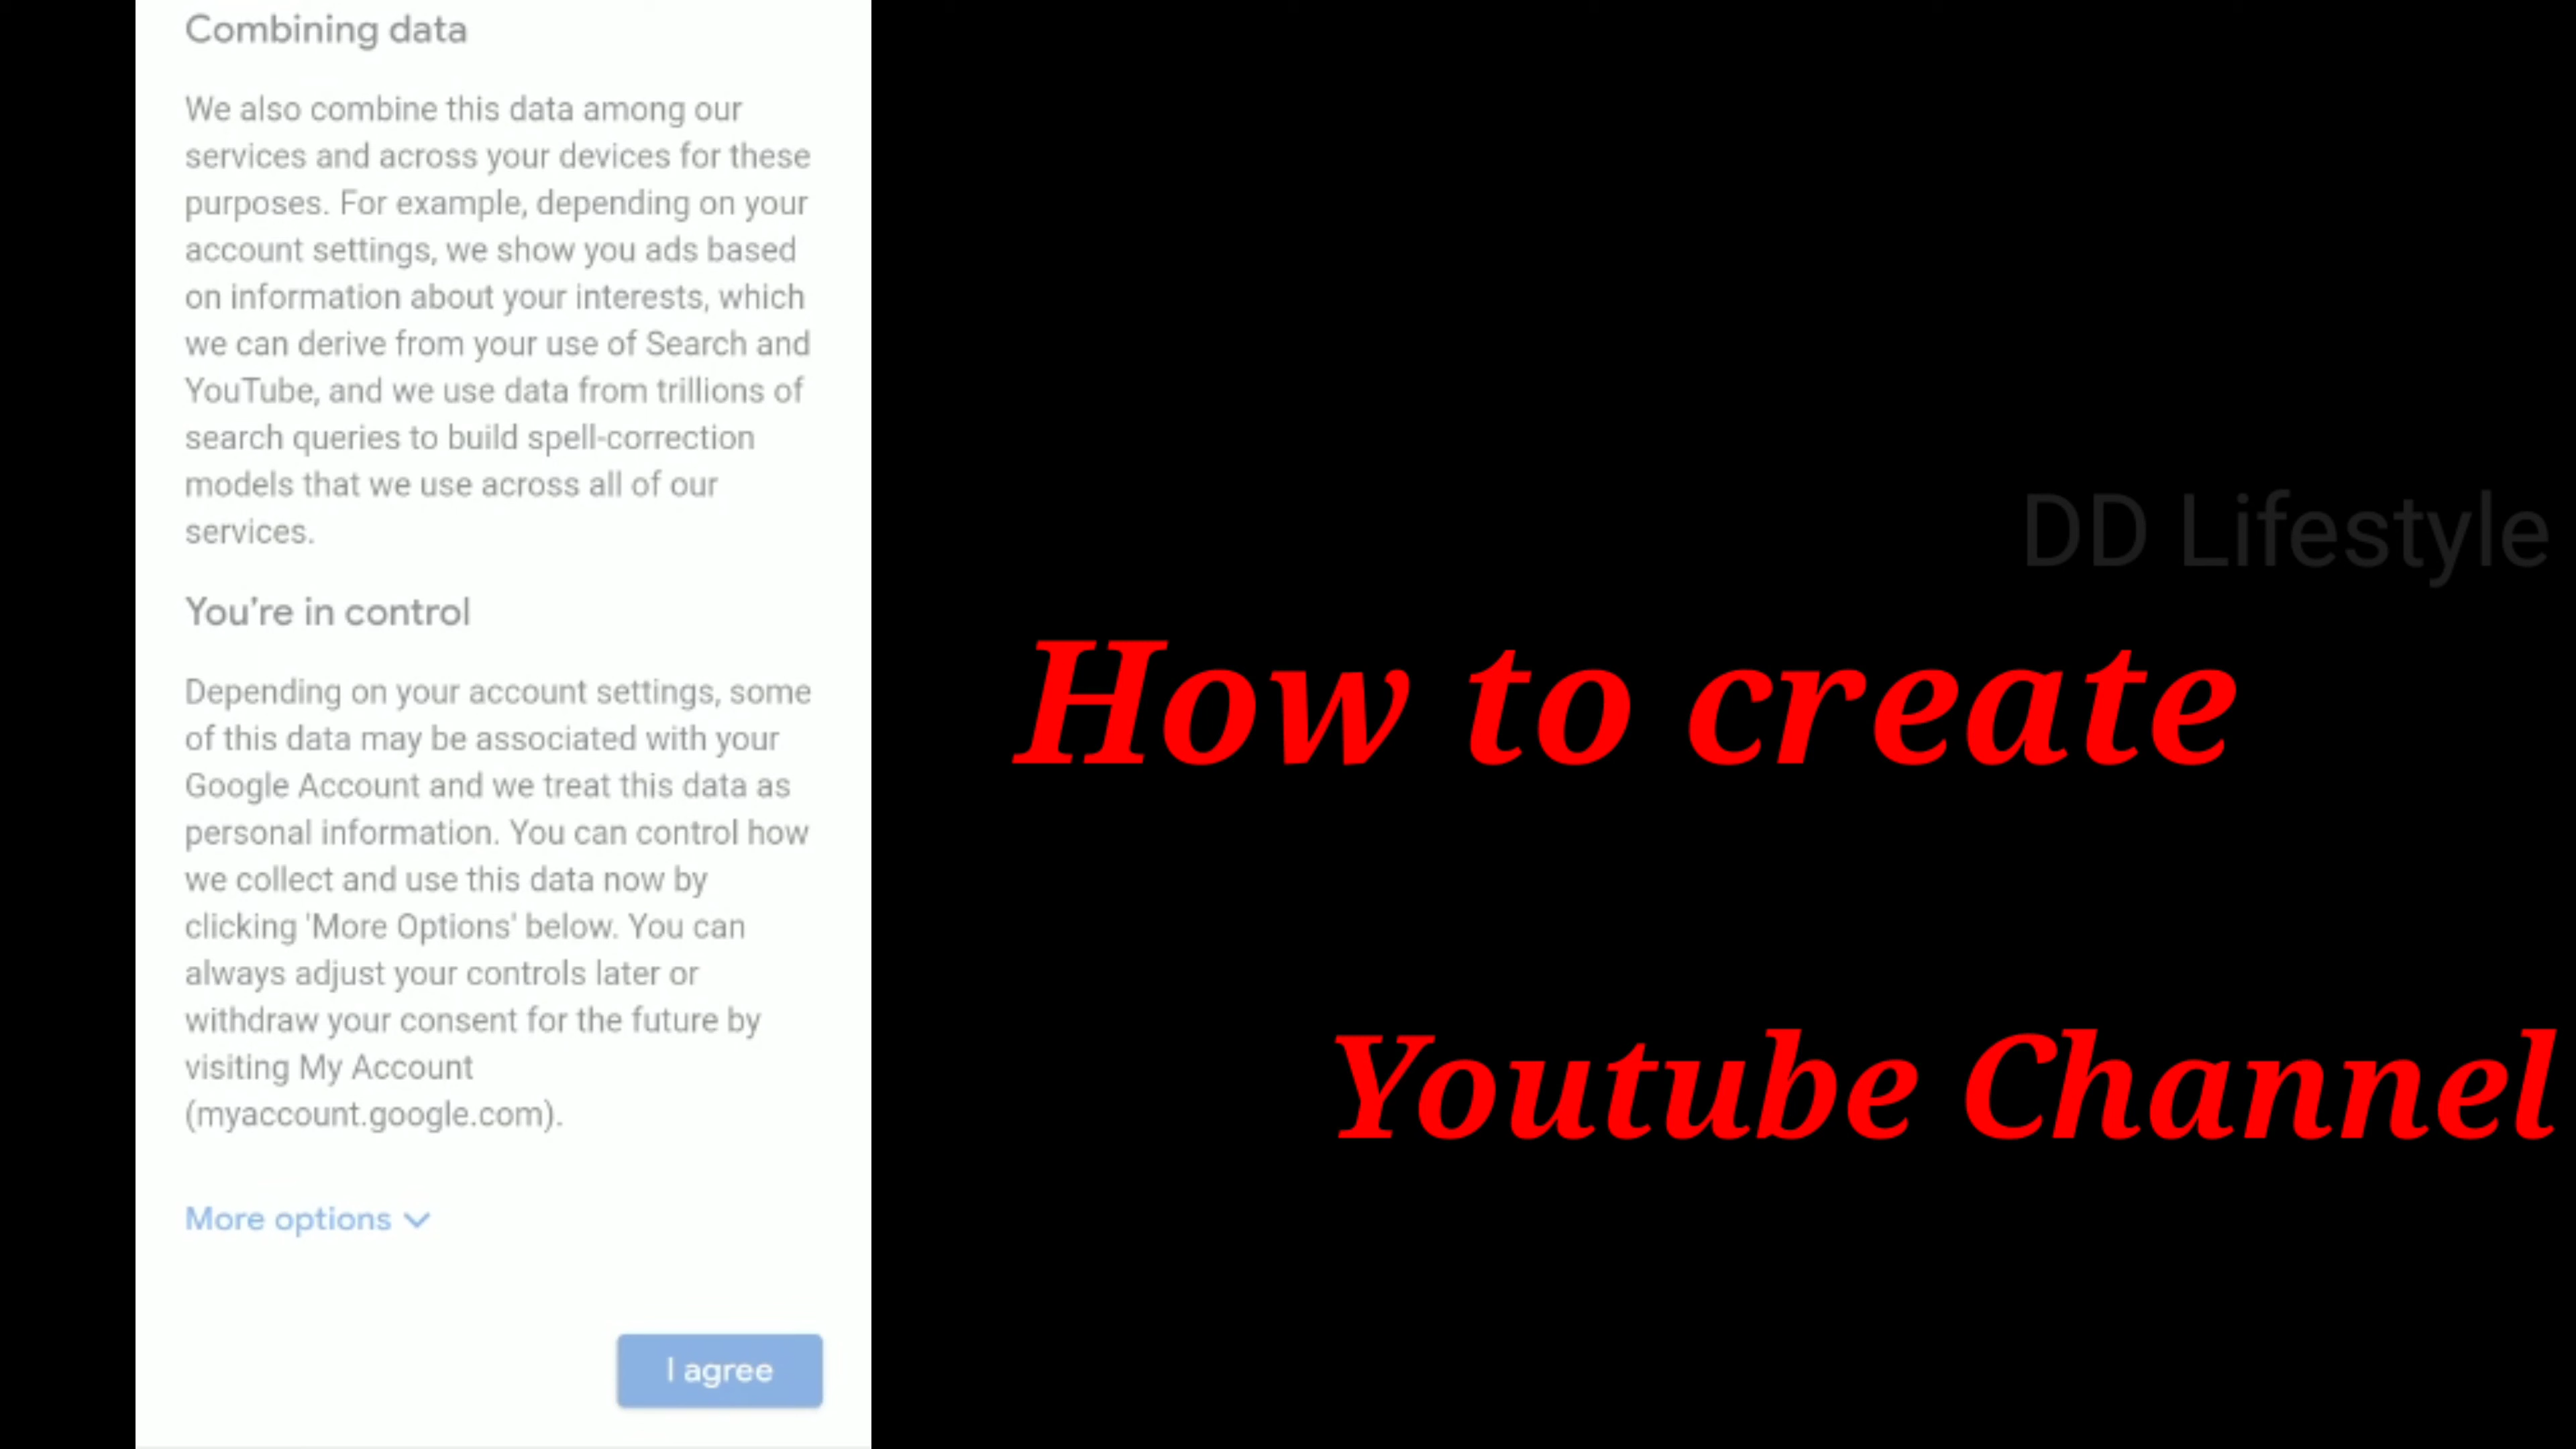 Combining data
We also combine this data among our
services and across your devices for these
purposes. For example, depending on your
account settings, we show you ads based
on information about your interests, which
we can derive from your use of Search and
YouTube, and we use data from trillions of
search queries to build spell-correction
models that we use across all of our
services.
You're in control
Depending on your account settings, some
of this data may be associated with your
Google Account and we treat this data as
personal information. You can control how
we collect and use this data now by
clicking 'More Options' below. You can
always adjust your controls later or
withdraw your consent for the future by
visiting My Account
(myaccount.google.com).
More options
I agree
DD Lifestyle
How to create
Youtube Channel